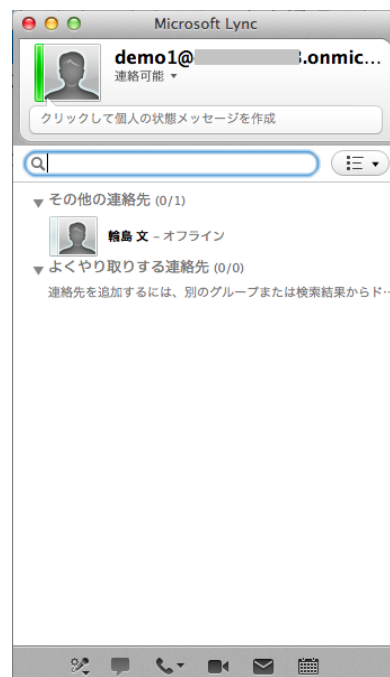 Microsoft Lync
demo1@ .onmic...
連絡可能
クリックして個人の状態メッセージを作成
その他の連絡先 (0/1)
輪島 文 – オフライン
よくやり取りする連絡先 (0/0)
連絡先を追加するには、別のグループまたは検索結果からド…